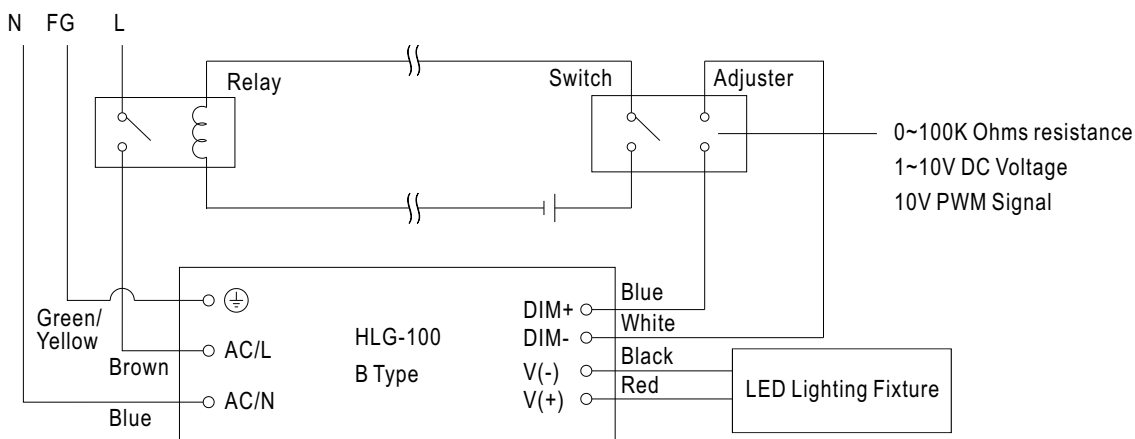 N FG L
Relay
Switch
Adjuster
0~100K Ohms resistance
1~10V DC Voltage
10V PWM Signal
Green/
Yellow
Brown
Blue
AC/L
AC/N
HLG-100
B Type
DIM+
DIM-
V(-)
V(+)
Blue
White
Black
Red
LED Lighting Fixture